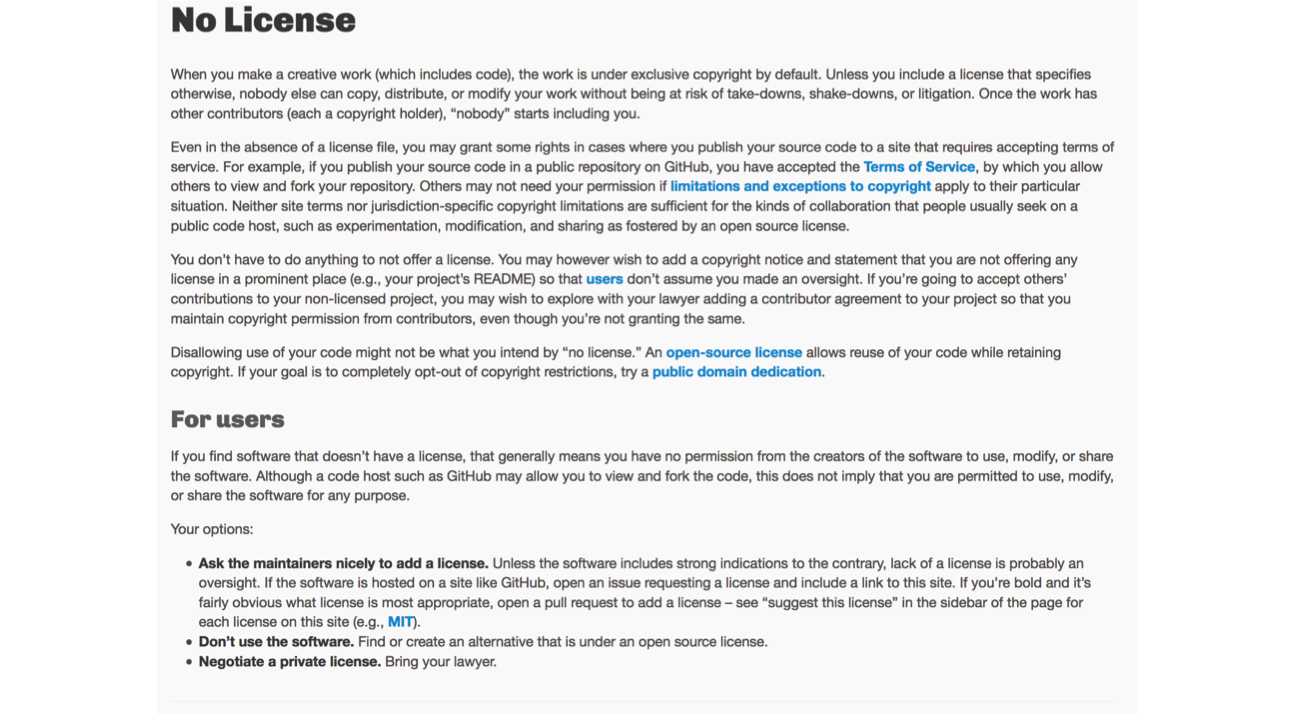 No License
When you make a creative work (which includes code), the work is under exclusive copyright by default. Unless you include a license that specifies
otherwise, nobody else can copy, distribute, or modify your work without being at risk of take-downs, shake-downs, or litigation. Once the work has
other contributors (each a copyright holder), “nobody” starts including you.
Even in the absence of a license file, you may grant some rights in cases where you publish your source code to a site that requires accepting terms of
service. For example, if you publish your source code in a public repository on GitHub, you have accepted the Terms of Service, by which you allow
others to view and fork your repository. Others may not need your permission if limitations and exceptions to copyright apply to their particular
situation. Neither site terms nor jurisdiction-specific copyright limitations are sufficient for the kinds of collaboration that people usually seek on a
public code host, such as experimentation, modification, and sharing as fostered by an open source license.
You don’t have to do anything to not offer a license. You may however wish to add a copyright notice and statement that you are not offering any
license in a prominent place (e.g., your project’s README) so that users don’t assume you made an oversight. If you’re going to accept others’
contributions to your non-licensed project, you may wish to explore with your lawyer adding a contributor agreement to your project so that you
maintain copyright permission from contributors, even though you’re not granting the same.
Disallowing use of your code might not be what you intend by “no license.” An open-source license allows reuse of your code while retaining
copyright. If your goal is to completely opt-out of copyright restrictions, try a public domain dedication.
For users
If you find software that doesn’t have a license, that generally means you have no permission from the creators of the software to use, modify, or share
the software. Although a code host such as GitHub may allow you to view and fork the code, this does not imply that you are permitted to use, modify,
or share the software for any purpose.
Your options:
• Ask the maintainers nicely to add a license. Unless the software includes strong indications to the contrary, lack of a license is probably an
oversight. If the software is hosted on a site like GitHub, open an issue requesting a license and include a link to this site. If you’re bold and it’s
fairly obvious what license is most appropriate, open a pull request to add a license – see “suggest this license” in the sidebar of the page for
each license on this site (e.g., MIT).
• Don’t use the software. Find or create an alternative that is under an open source license.
• Negotiate a private license. Bring your lawyer.